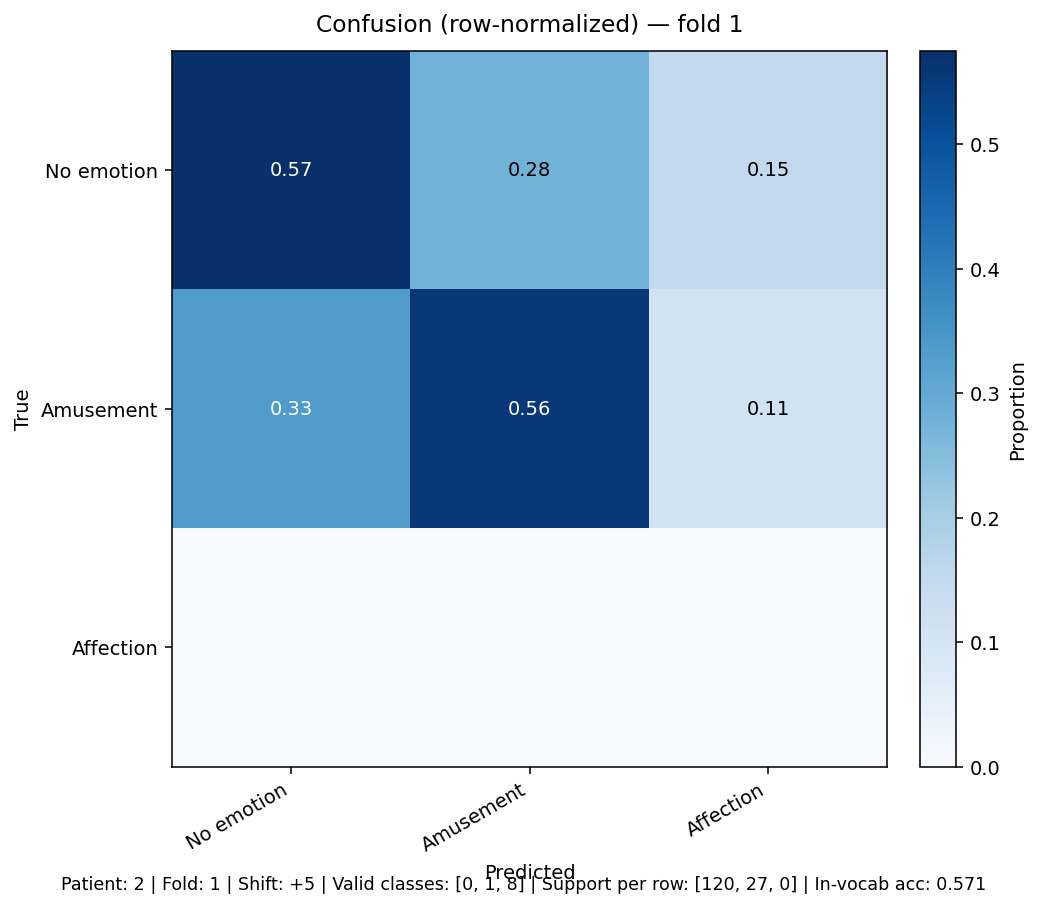 Confusion (row-normalized) — fold 1
No emotion
0.57 0.28 0.15
0.5
0.4
True
Amusement
0.33 0.56 0.11
0.3
Proportion
0.2
Affection
0.1
0.0
No emotion
Amusement
Affection
Predicted
Patient: 2 | Fold: 1 | Shift: +5 | Valid classes: [0, 1, 8] | Support per row: [120, 27, 0] | In-vocab acc: 0.571